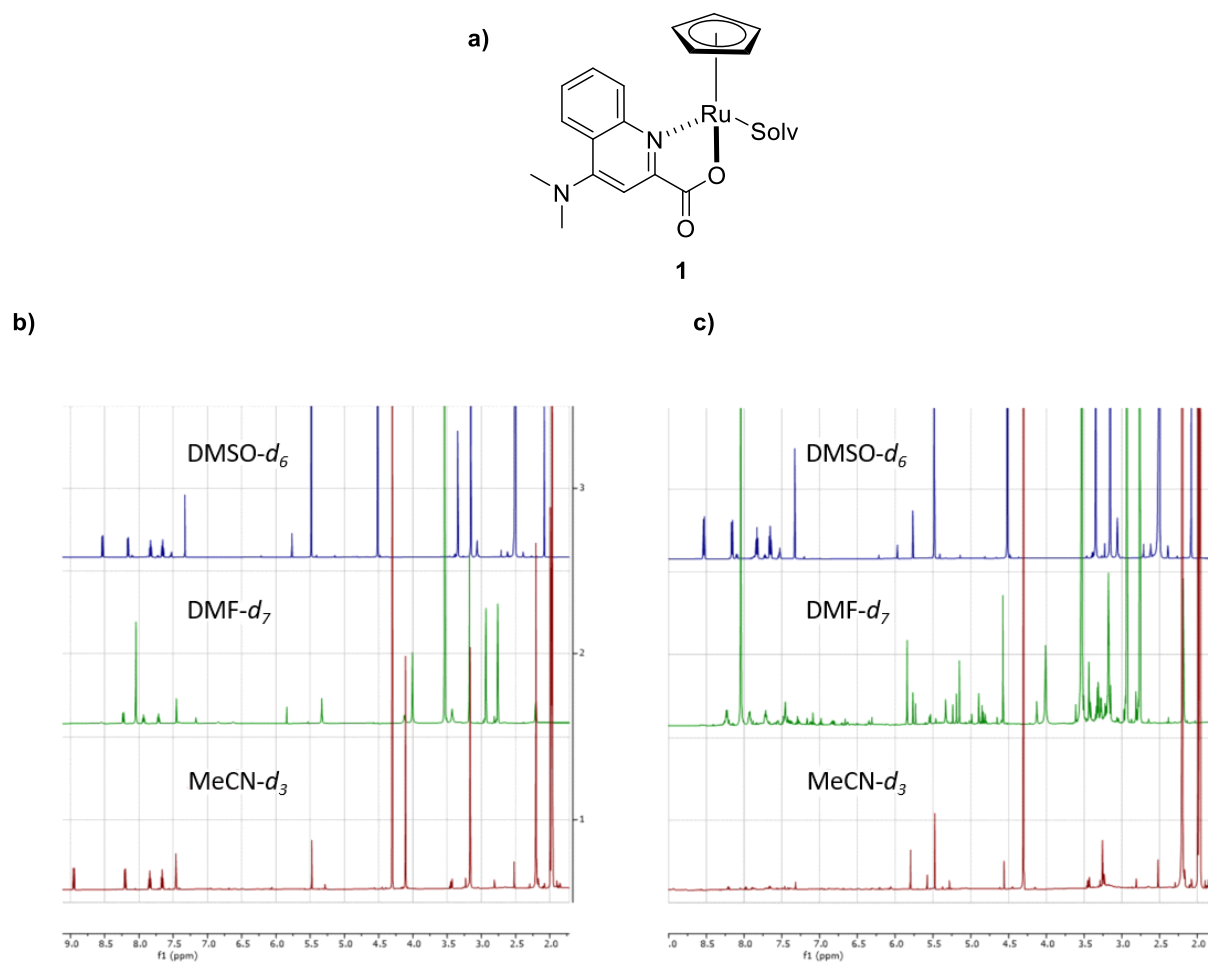 a)
Ru
Solv
N
O
N
O
1
b)
c)
DMSO-d6
DMSO-d6
3
DMF-d7
DMF-d7
2
MeCN-d3
MeCN-d3
1
9.0 8.5 8.0 7.5 7.0 6.5 6.0 5.5 5.0 4.5 4.0 3.5 3.0 2.5 2.0
f1 (ppm)
.0 8.5 8.0 7.5 7.0 6.5 6.0 5.5 5.0 4.5 4.0 3.5 3.0 2.5 2.0
f1 (ppm)